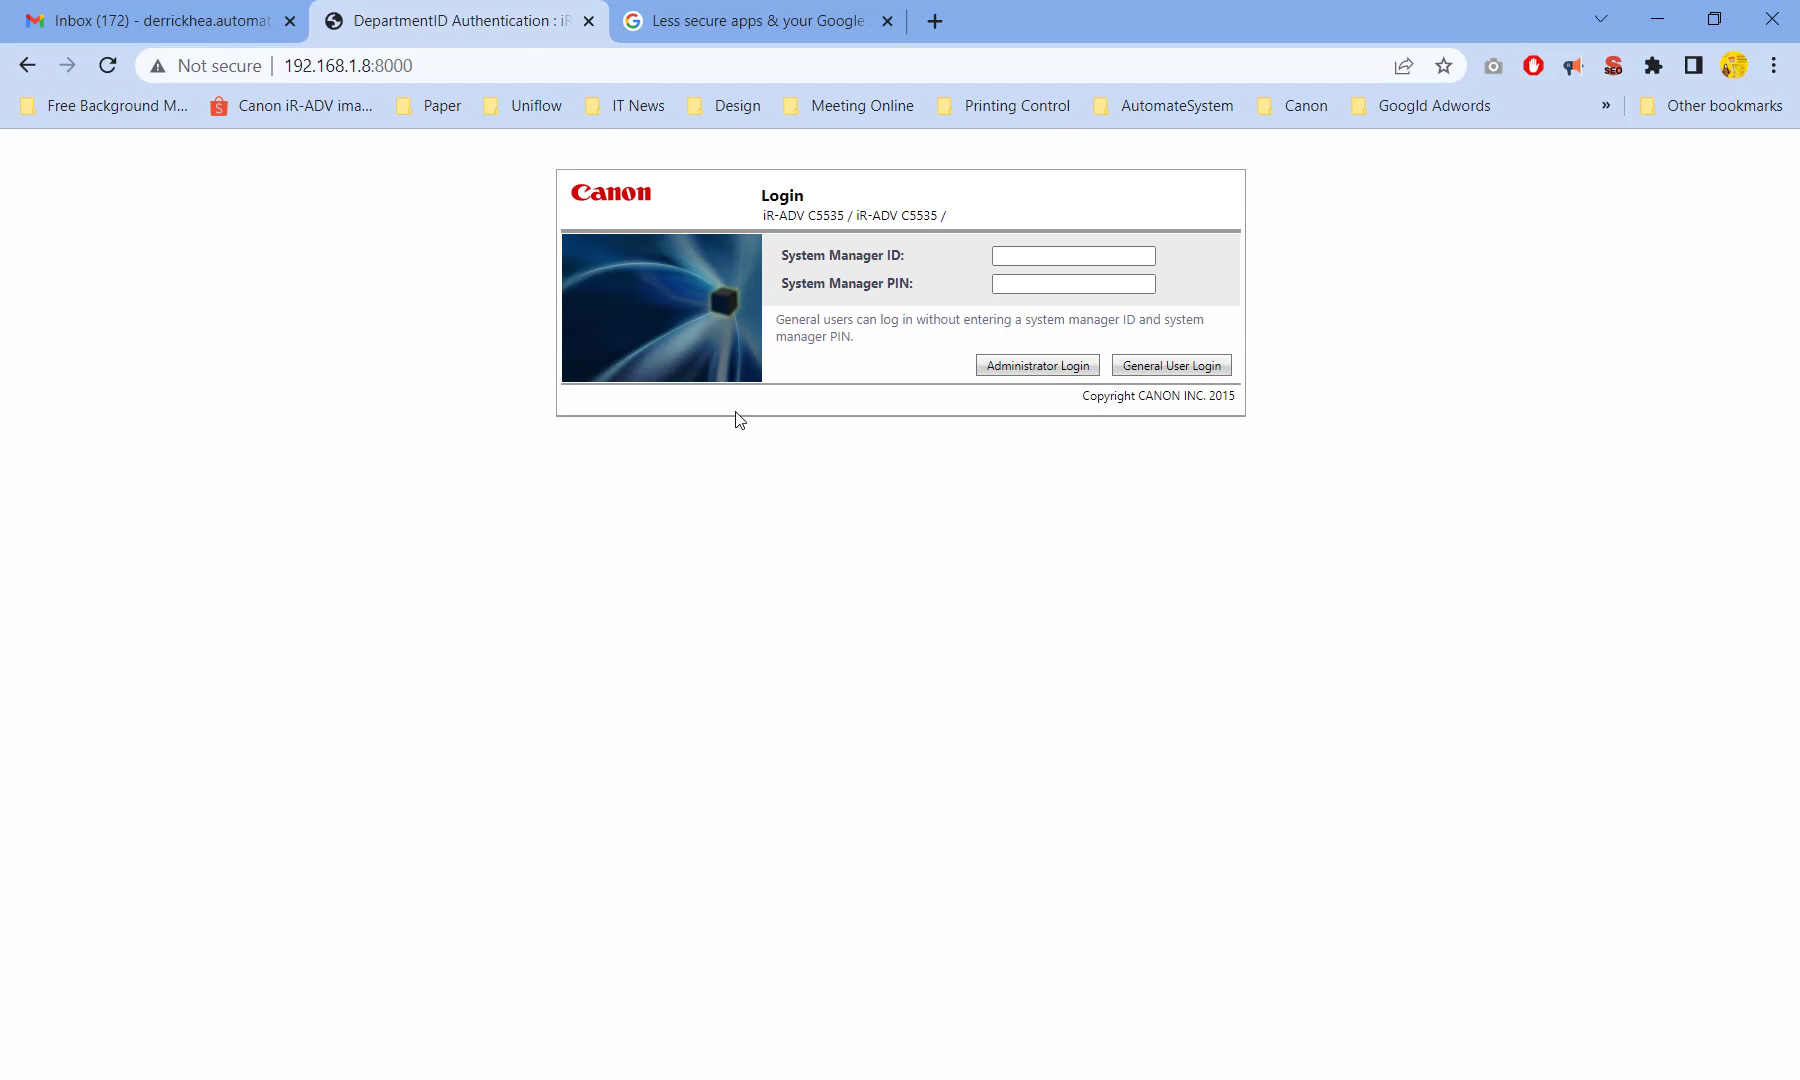 Inbox (172) - derrickhea.automat
DepartmentID Authentication : iR
Less secure apps & your Google
Not secure
192.168.1.8:8000
SEO
Free Background M...
Canon iR-ADV ima...
Paper
Uniflow
IT News
Design
Meeting Online
Printing Control
AutomateSystem
Canon
Googld Adwords
»
Other bookmarks
Canon
Login
iR-ADV C5535 / iR-ADV C5535 /
System Manager ID:
System Manager PIN:
General users can log in without entering a system manager ID and system
manager PIN.
Administrator Login
General User Login
Copyright CANON INC. 2015